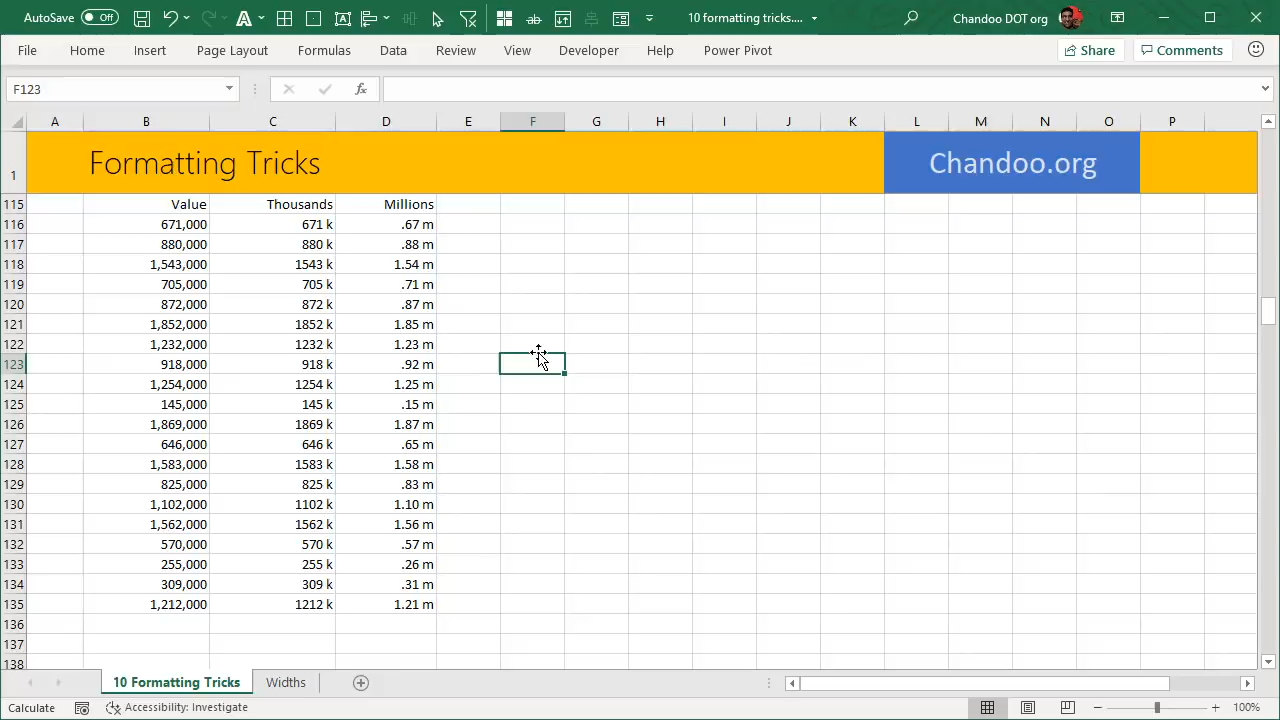 AutoSave Off 10 formatting tricks.... Chandoo DOT org
File Home Insert Page Layout Formulas Data Review View Developer Help Power Pivot Share Comments
F123 fx
A B C D E F G H I J K L M N O P
1 Formatting Tricks Chandoo.org
115 Value Thousands Millions
116 671,000 671 k .67 m
117 880,000 880 k .88 m
118 1,543,000 1543 k 1.54 m
119 705,000 705 k .71 m
120 872,000 872 k .87 m
121 1,852,000 1852 k 1.85 m
122 1,232,000 1232 k 1.23 m
123 918,000 918 k .92 m
124 1,254,000 1254 k 1.25 m
125 145,000 145 k .15 m
126 1,869,000 1869 k 1.87 m
127 646,000 646 k .65 m
128 1,583,000 1583 k 1.58 m
129 825,000 825 k .83 m
130 1,102,000 1102 k 1.10 m
131 1,562,000 1562 k 1.56 m
132 570,000 570 k .57 m
133 255,000 255 k .26 m
134 309,000 309 k .31 m
135 1,212,000 1212 k 1.21 m
136
137
138
10 Formatting Tricks Widths
Calculate Accessibility: Investigate 100%